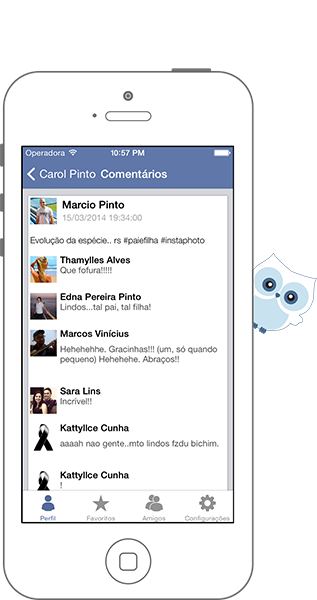 Operadora 10:57 PM
Carol Pinto Comentários
Marcio Pinto
15/03/2014 19:34:00
Evolução da espécie.. rs #paiefilha #instaphoto
Thamylles Alves
Que fofura!!!!!
Edna Pereira Pinto
Lindos...tal pai, tal filha!
Marcos Vinícius
Hehehehhe. Gracinhas!!! (um, só quando
pequeno) Hehehehe. Abraços!!
Sara Lins
Incrível!!
Kattyllce Cunha
aaaah nao gente..mto lindos fzdu bichim.
Kattyllce Cunha
!
Perfil Favoritos Amigos Configurações